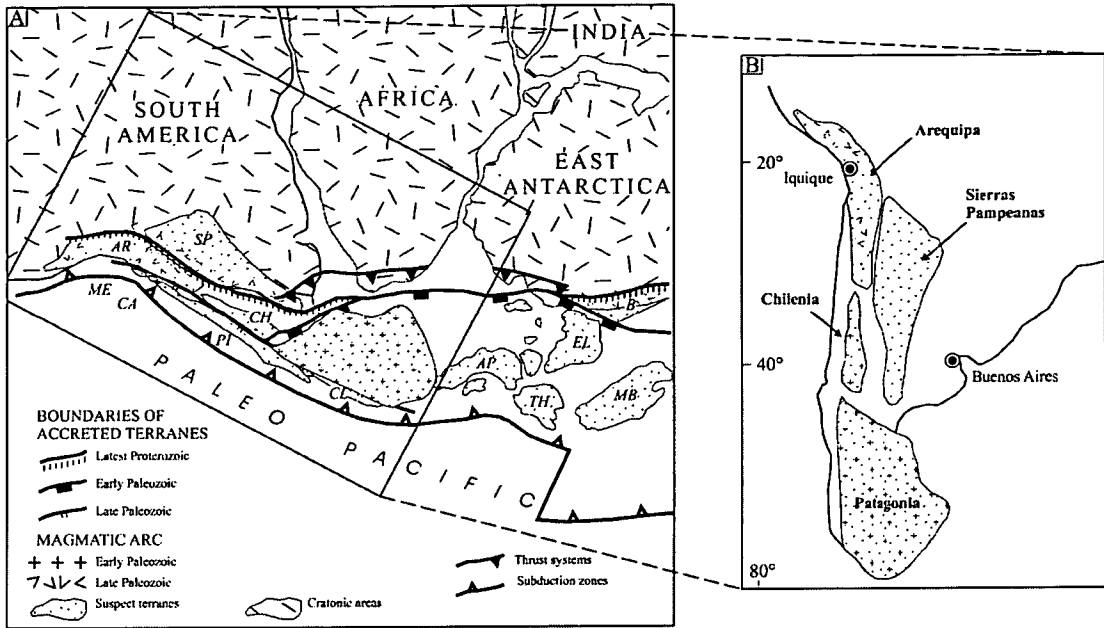 A
INDIA
SOUTH
AMERICA
AFRICA
EAST
ANTARCTICA
SP
AR
ME
CA
CH
PI
CL
AP
EL
B
TH
MB
PALEO PACIFIC
BOUNDARIES OF
ACCRETED TERRANES
Latest Proterozoic
Early Paleozoic
Late Paleozoic
MAGMATIC ARC
Early Paleozoic
Late Paleozoic
Suspect terranes
Cratonic areas
Thrust systems
Subduction zones
B
Arequipa
20°
Iquique
Sierras
Pampeanas
Chilenia
40°
Buenos Aires
Patagonia
80°